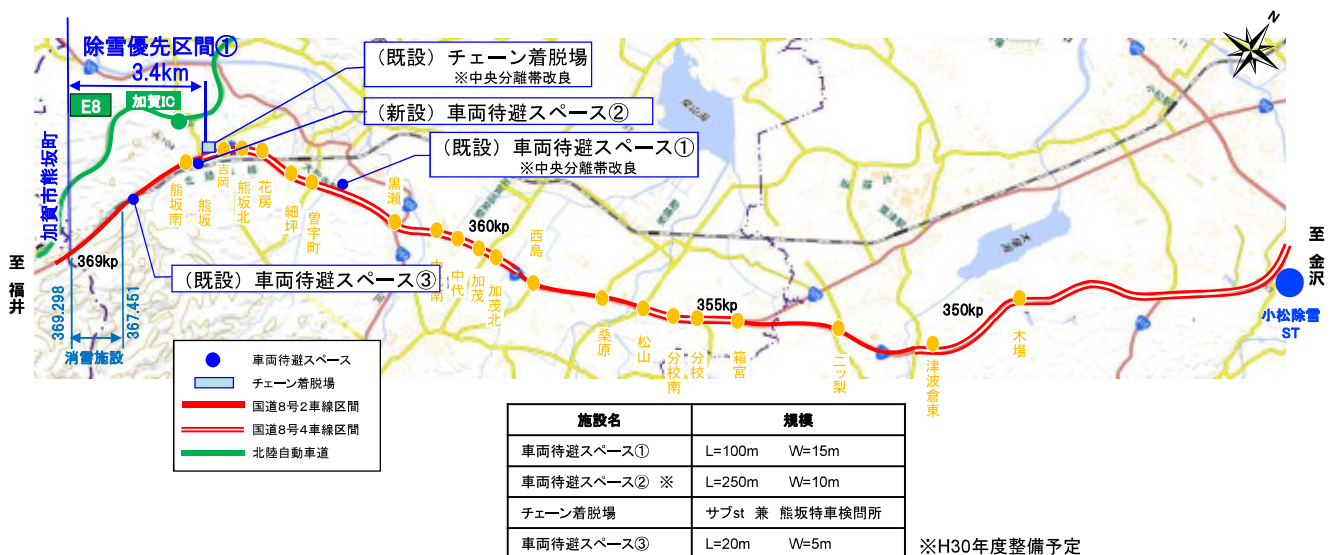 除雪優先区間①
3.4km
E8
加賀IC
加賀市熊坂町
(既設) チェーン着脱場
※中央分離帯改良
(新設) 車両待避スペース②
(既設) 車両待避スペース①
※中央分離帯改良
(既設) 車両待避スペース③
N
至 福井
至 金沢
小松除雪
ST
369kp
360kp
355kp
350kp
369.298
367.451
消雪施設
熊坂南
熊坂
吉岡
熊坂北
花房
細坪
曽宇町
黒瀬
中代
加茂
加茂北
西島
桑原
松山
分校南
分校
箱宮
二ッ梨
津波倉東
木場
車両待避スペース
チェーン着脱場
国道8号2車線区間
国道8号4車線区間
北陸自動車道
施設名 規模
車両待避スペース① L=100m W=15m
車両待避スペース② ※ L=250m W=10m
チェーン着脱場 サブst 兼 熊坂特車検問所
車両待避スペース③ L=20m W=5m
※H30年度整備予定